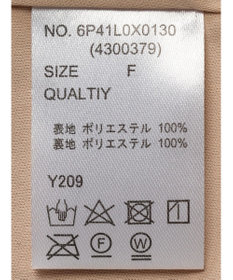 NO. 6P41L0X0130
(4300379)
SIZE F
QUALTIY
表地 ポリエステル 100%
裏地 ポリエステル 100%
Y209
F W